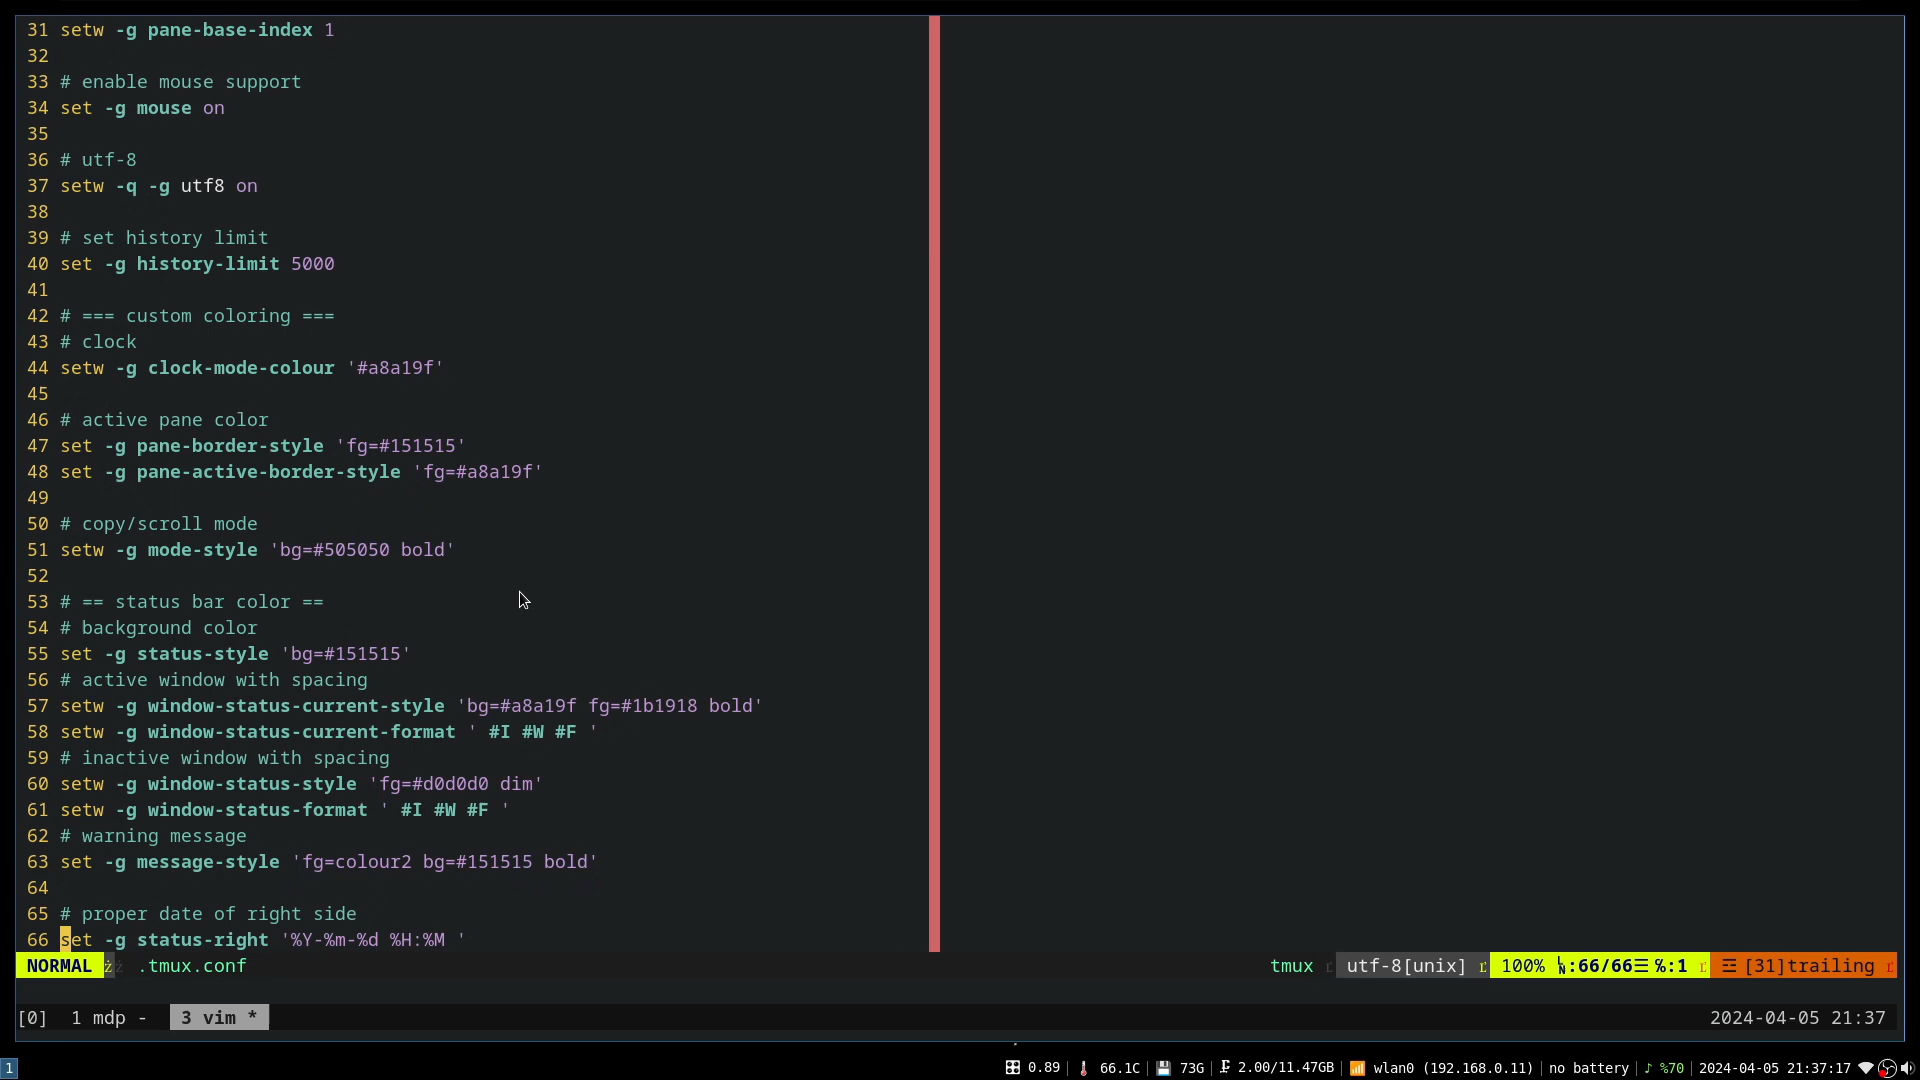 31 setw -g pane-base-index 1
32
33 # enable mouse support
34 set -g mouse on
35
36 # utf-8
37 setw -q -g utf8 on
38
39 # set history limit
40 set -g history-limit 5000
41
42 # === custom coloring ===
43 # clock
44 setw -g clock-mode-colour '#a8a19f'
45
46 # active pane color
47 set -g pane-border-style 'fg=#151515'
48 set -g pane-active-border-style 'fg=#a8a19f'
49
50 # copy/scroll mode
51 setw -g mode-style 'bg=#505050 bold'
52
53 # == status bar color ==
54 # background color
55 set -g status-style 'bg=#151515'
56 # active window with spacing
57 setw -g window-status-current-style 'bg=#a8a19f fg=#1b1918 bold'
58 setw -g window-status-current-format ' #I #W #F '
59 # inactive window with spacing
60 setw -g window-status-style 'fg=#d0d0d0 dim'
61 setw -g window-status-format ' #I #W #F '
62 # warning message
63 set -g message-style 'fg=colour2 bg=#151515 bold'
64
65 # proper date of right side
66 set -g status-right '%Y-%m-%d %H:%M '
NORMAL .tmux.conf tmux utf-8[unix] 100% ㏑:66/66☰ ℅:1 ☲ [31]trailing
[0] 1 mdp - 3 vim * 2024-04-05 21:37
1 0.89 | 66.1C | 73G | 2.00/11.47GB | wlan0 (192.168.0.11) | no battery | ♪ %70 | 2024-04-05 21:37:17